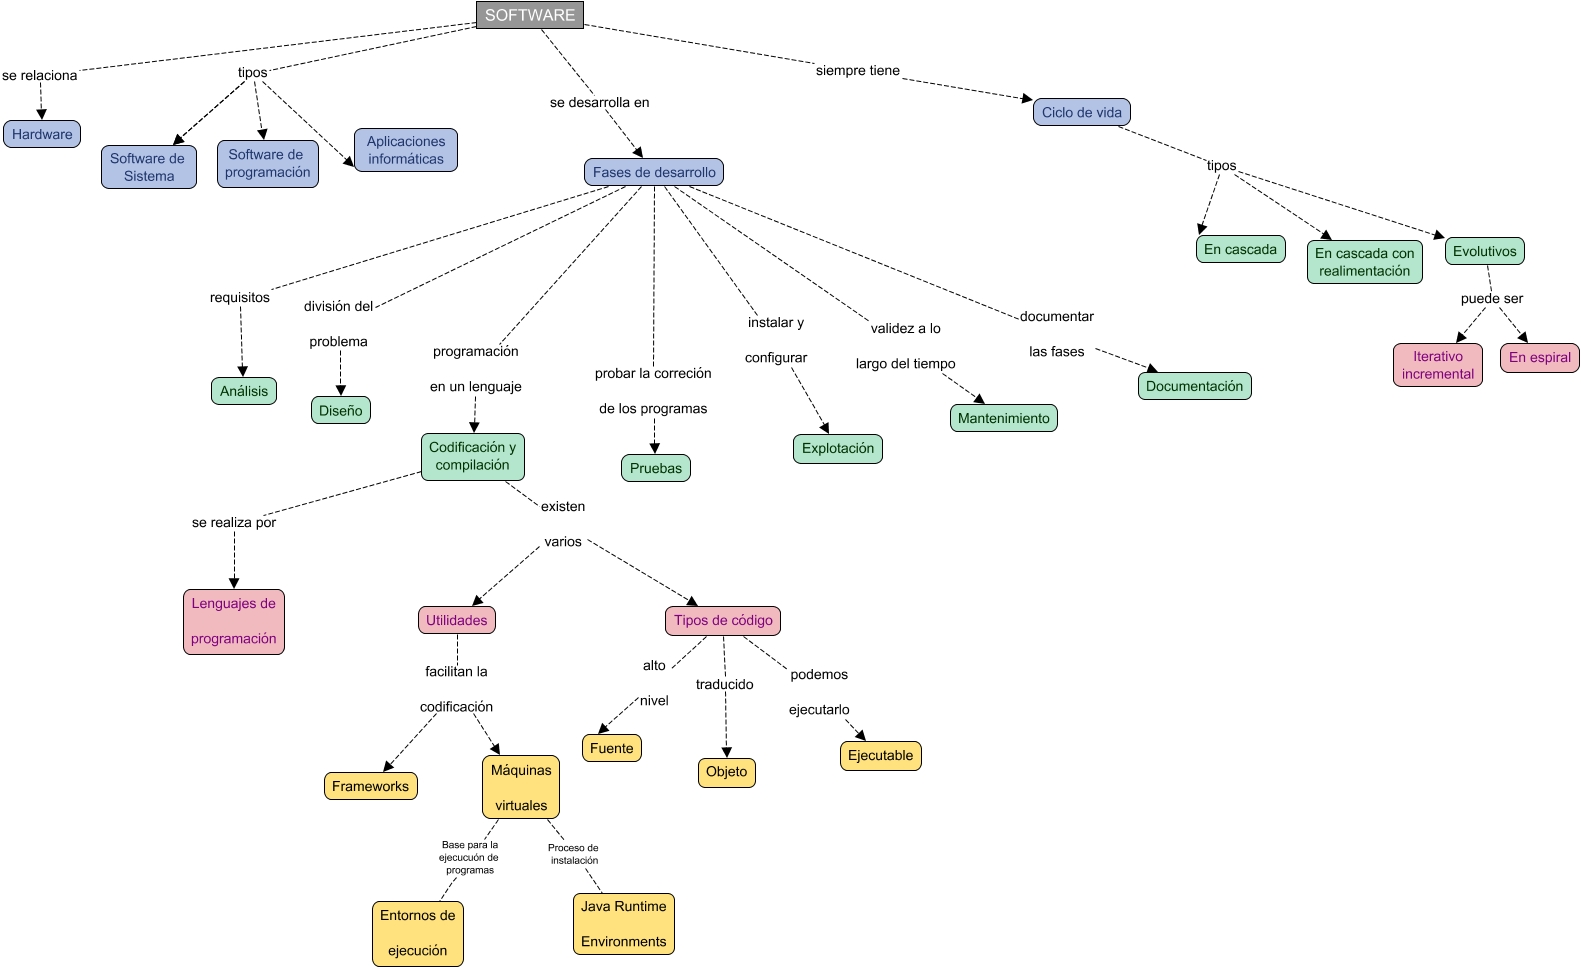 SOFTWARE
se relaciona
tipos
siempre tiene
se desarrolla en
Hardware
Software de
Sistema
Software de
programación
Aplicaciones
informáticas
Ciclo de vida
Fases de desarrollo
tipos
En cascada
En cascada con
realimentación
Evolutivos
puede ser
Iterativo
incremental
En espiral
requisitos
división del
problema
programación
en un lenguaje
probar la correción
de los programas
instalar y
configurar
validez a lo
largo del tiempo
documentar
las fases
Análisis
Diseño
Codificación y
compilación
Pruebas
Explotación
Mantenimiento
Documentación
se realiza por
existen
varios
Lenguajes de
programación
Utilidades
Tipos de código
facilitan la
codificación
alto
nivel
traducido
podemos
ejecutarlo
Fuente
Objeto
Ejecutable
Frameworks
Máquinas
virtuales
Base para la
ejecucuón de
programas
Proceso de
instalación
Entornos de
ejecución
Java Runtime
Environments